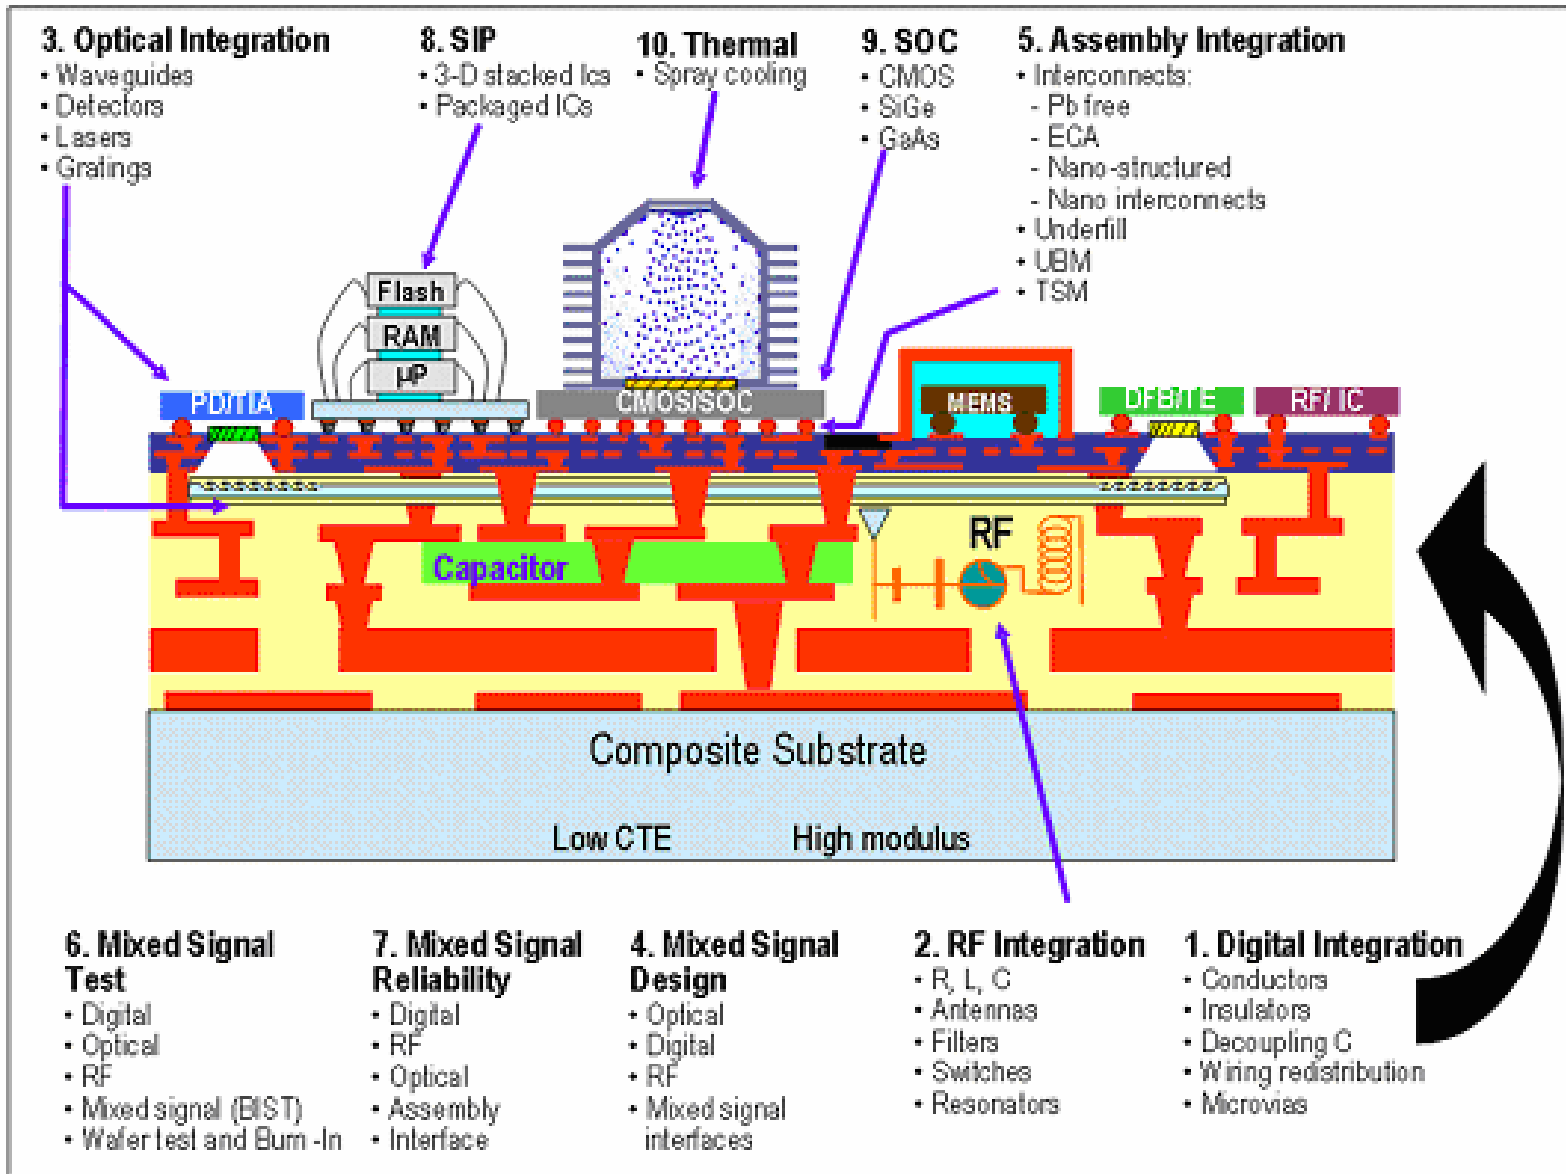 3. Optical Integration
• Waveguides
• Detectors
• Lasers
• Gratings
8. SIP
• 3-D stacked Ics
• Packaged ICs
10. Thermal
• Spray cooling
9. SOC
• CMOS
• SiGe
• GaAs
5. Assembly Integration
• Interconnects:
- Pb free
- ECA
- Nano-structured
- Nano interconnects
• Underfill
• UBM
• TSM
Flash
RAM
µP
PD/TIA
CMOS/SOC
MEMS
DFB/TE
RF/ IC
RF
Capacitor
Composite Substrate
Low CTE
High modulus
6. Mixed Signal
Test
• Digital
• Optical
• RF
• Mixed signal (BIST)
• Wafer test and Burn -In
7. Mixed Signal
Reliability
• Digital
• RF
• Optical
• Assembly
• Interface
4. Mixed Signal
Design
• Optical
• Digital
• RF
• Mixed signal
interfaces
2. RF Integration
• R, L, C
• Antennas
• Filters
• Switches
• Resonators
1. Digital Integration
• Conductors
• Insulators
• Decoupling C
• Wiring redistribution
• Microvias